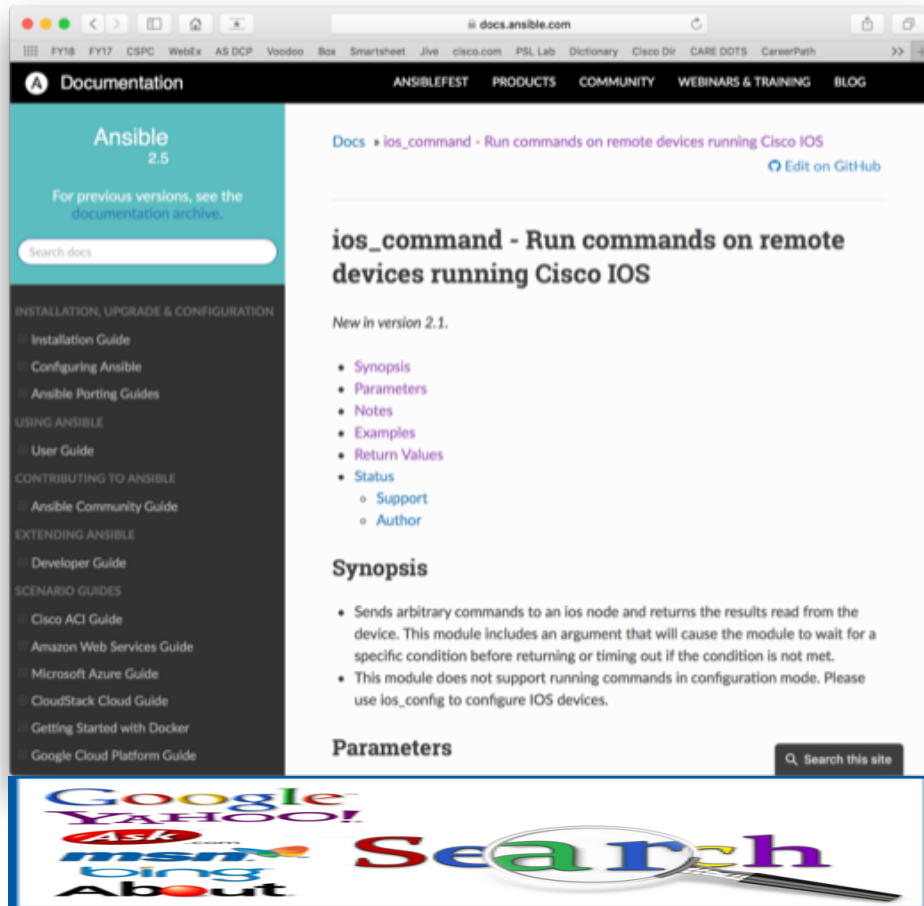 docs.ansible.com
FY18 FY17 CSPC WebEx AS DCP Voodoo Box Smartsheet Jive cisco.com PSL Lab Dictionary Cisco Dir CARE DDTS CareerPath >>
A Documentation ANSIBLEFEST PRODUCTS COMMUNITY WEBINARS & TRAINING BLOG
Ansible
2.5
For previous versions, see the
documentation archive.
Search docs
INSTALLATION, UPGRADE & CONFIGURATION
Installation Guide
Configuring Ansible
Ansible Porting Guides
USING ANSIBLE
User Guide
CONTRIBUTING TO ANSIBLE
Ansible Community Guide
EXTENDING ANSIBLE
Developer Guide
SCENARIO GUIDES
Cisco ACI Guide
Amazon Web Services Guide
Microsoft Azure Guide
CloudStack Cloud Guide
Getting Started with Docker
Google Cloud Platform Guide
Docs » ios_command - Run commands on remote devices running Cisco IOS
Edit on GitHub
ios_command - Run commands on remote
devices running Cisco IOS
New in version 2.1.
• Synopsis
• Parameters
• Notes
• Examples
• Return Values
• Status
◦ Support
◦ Author
Synopsis
• Sends arbitrary commands to an ios node and returns the results read from the
device. This module includes an argument that will cause the module to wait for a
specific condition before returning or timing out if the condition is not met.
• This module does not support running commands in configuration mode. Please
use ios_config to configure IOS devices.
Parameters
Search this site
Google
YAHOO!
Ask.com
msn
bing
About
Search